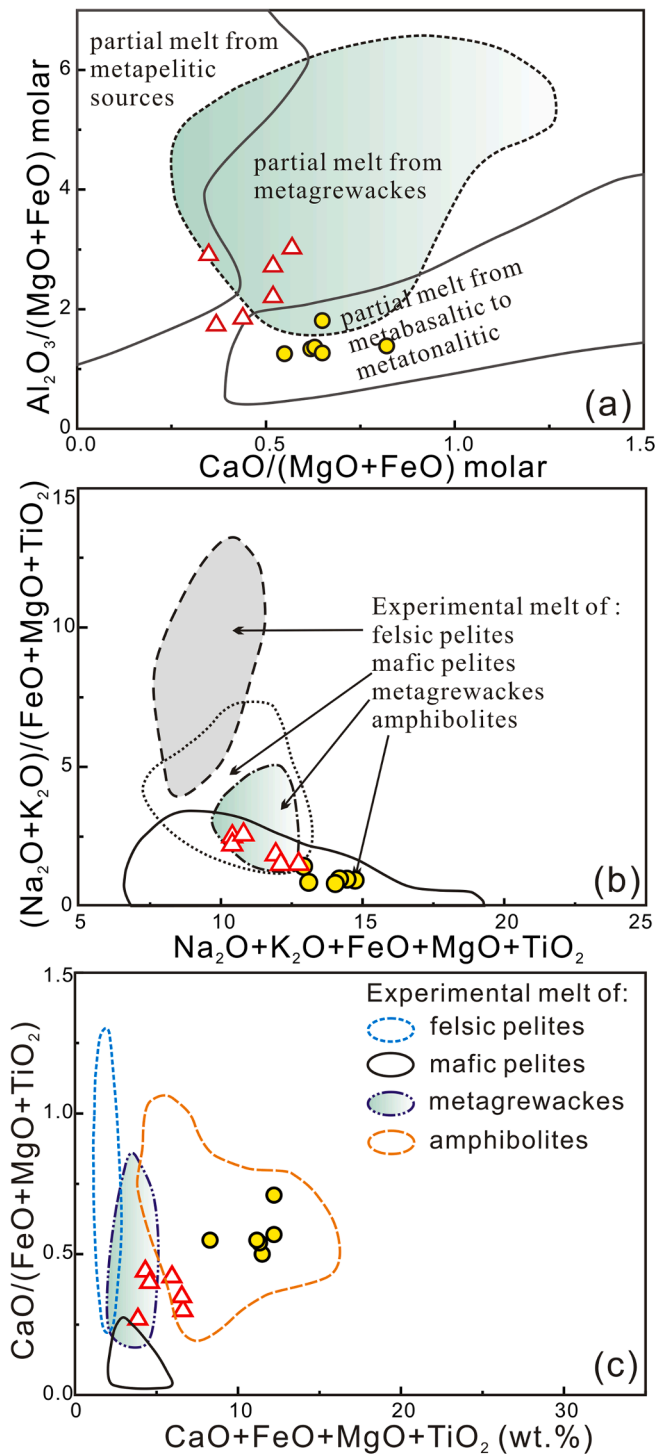 partial melt from
metapelitic
sources
partial melt from
metagrewackes
partial melt from
metabasaltic to
metatonalitic
(a)
Al₂O₃/(MgO+FeO) molar
0
2
4
6
0.0
0.5
1.0
1.5
CaO/(MgO+FeO) molar
Experimental melt of :
felsic pelites
mafic pelites
metagrewackes
amphibolites
(b)
(Na₂O+K₂O)/(FeO+MgO+TiO₂)
0
5
10
15
5
10
15
20
25
Na₂O+K₂O+FeO+MgO+TiO₂
Experimental melt of:
felsic pelites
mafic pelites
metagrewackes
amphibolites
(c)
CaO/(FeO+MgO+TiO₂)
0.0
0.5
1.0
1.5
0
10
20
30
CaO+FeO+MgO+TiO₂ (wt.%)